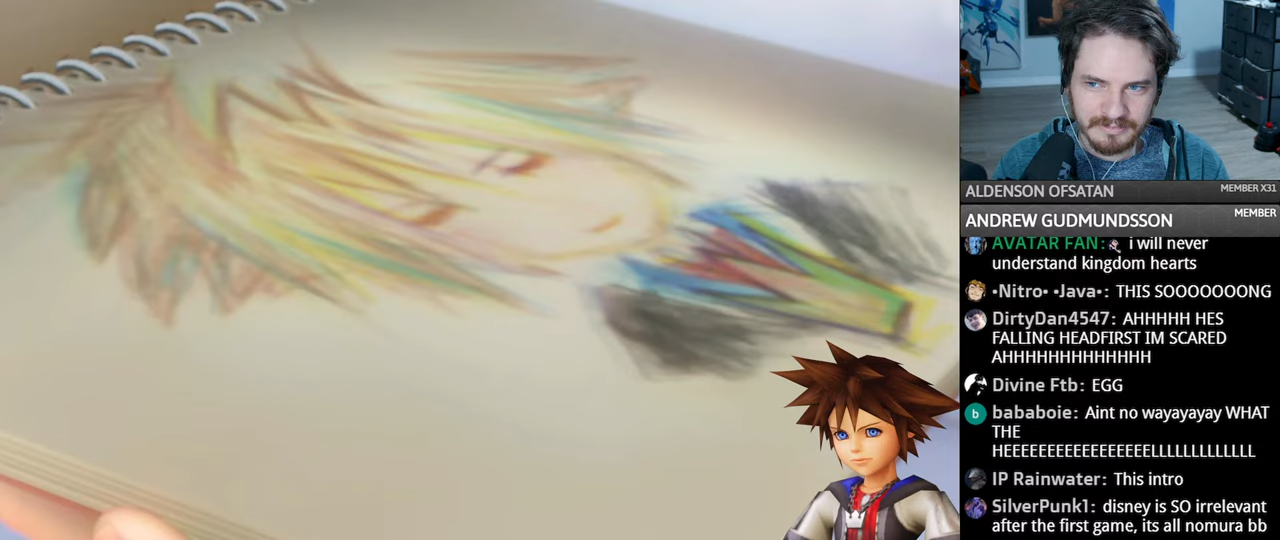 ALDENSON OFSATAN
MEMBER X31
ANDREW GUDMUNDSSON
MEMBER
AVATAR FAN: i will never
understand kingdom hearts
•Nitro• •Java•: THIS SOOOOOOONG
DirtyDan4547: AHHHHH HES
FALLING HEADFIRST IM SCARED
AHHHHHHHHHHHHH
Divine Ftb: EGG
b
bababoie: Aint no wayayayay WHAT
THE
HEEEEEEEEEEEEEEEEELLLLLLLLLLLLL
IP Rainwater: This intro
SilverPunk1: disney is SO irrelevant
after the first game, its all nomura bb